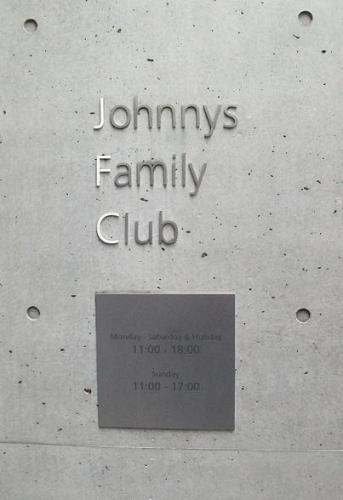 Johnnys
Family
Club
Monday - Saturday & Holiday
11:00 - 18:00
Sunday
11:00 - 17:00